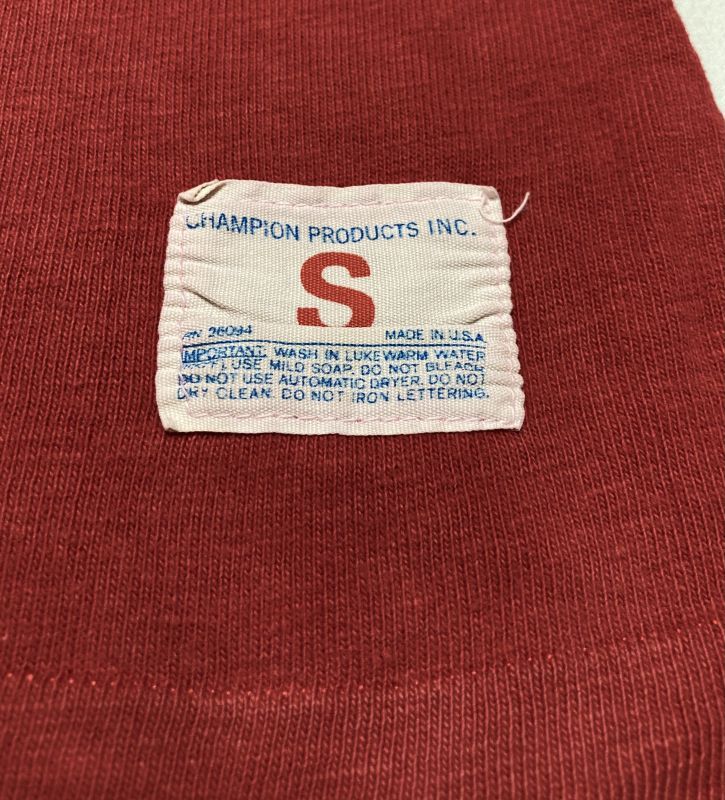 CHAMPION PRODUCTS INC.
S
RN 26094 MADE IN U.S.A.
IMPORTANT: WASH IN LUKEWARM WATER
USE MILD SOAP. DO NOT BLEACH
DO NOT USE AUTOMATIC DRYER. DO NOT
DRY CLEAN. DO NOT IRON LETTERING.